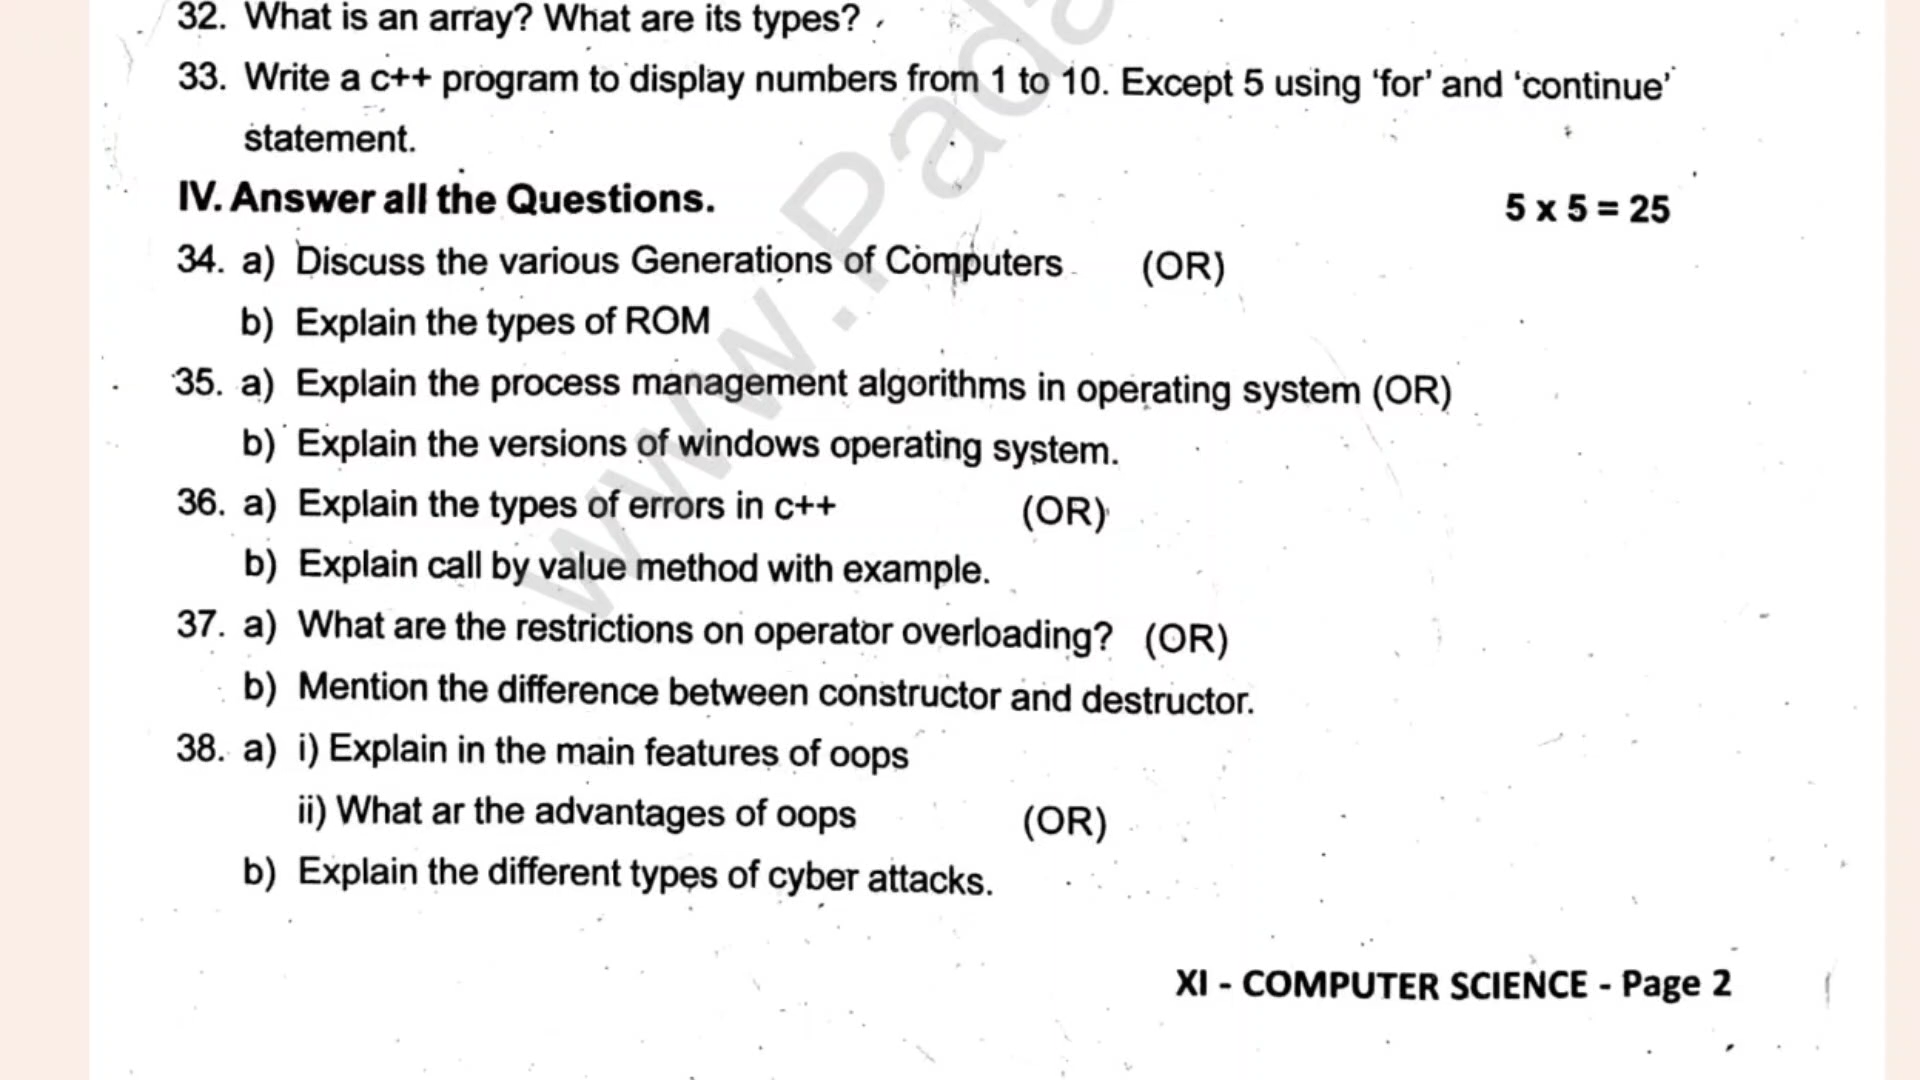 32. What is an array? What are its types?
33. Write a c++ program to display numbers from 1 to 10. Except 5 using ‘for’ and ‘continue’
statement.
IV. Answer all the Questions. 5 x 5 = 25
34. a) Discuss the various Generations of Computers (OR)
b) Explain the types of ROM
35. a) Explain the process management algorithms in operating system (OR)
b) Explain the versions of windows operating system.
36. a) Explain the types of errors in c++ (OR)
b) Explain call by value method with example.
37. a) What are the restrictions on operator overloading? (OR)
b) Mention the difference between constructor and destructor.
38. a) i) Explain in the main features of oops
ii) What ar the advantages of oops (OR)
b) Explain the different types of cyber attacks.
XI - COMPUTER SCIENCE - Page 2
www.Pada